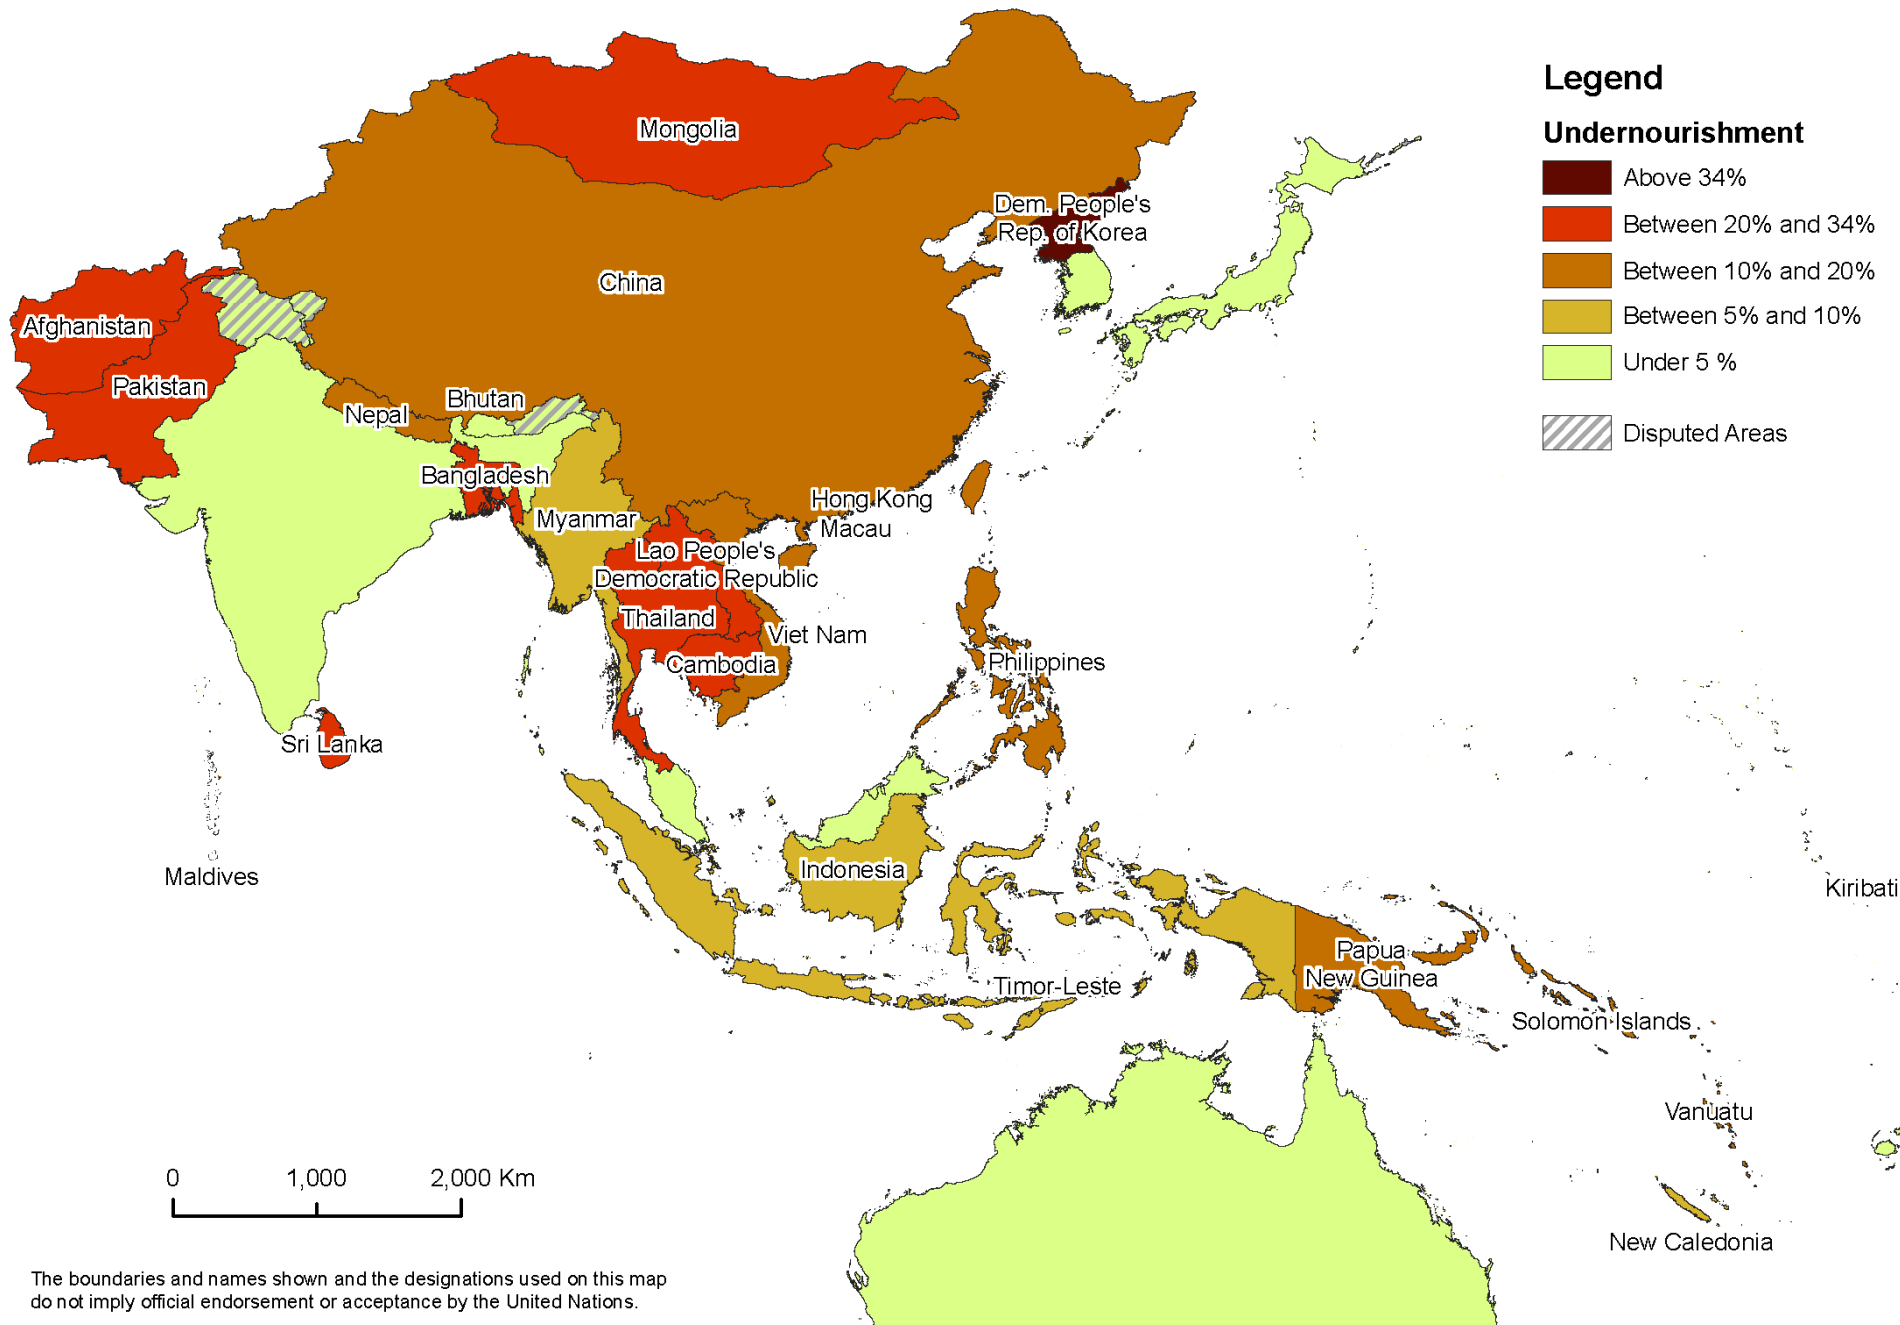 Legend
Undernourishment
Above 34%
Between 20% and 34%
Between 10% and 20%
Between 5% and 10%
Under 5 %
Disputed Areas
Mongolia
Dem. People's
Rep. of Korea
China
Afghanistan
Pakistan
Nepal
Bhutan
Bangladesh
Myanmar
Hong Kong
Macau
Lao People's
Democratic Republic
Thailand
Viet Nam
Cambodia
Philippines
Sri Lanka
Maldives
Indonesia
Kiribati
Papua
New Guinea
Timor-Leste
Solomon Islands
Vanuatu
New Caledonia
0 1,000 2,000 Km
The boundaries and names shown and the designations used on this map
do not imply official endorsement or acceptance by the United Nations.